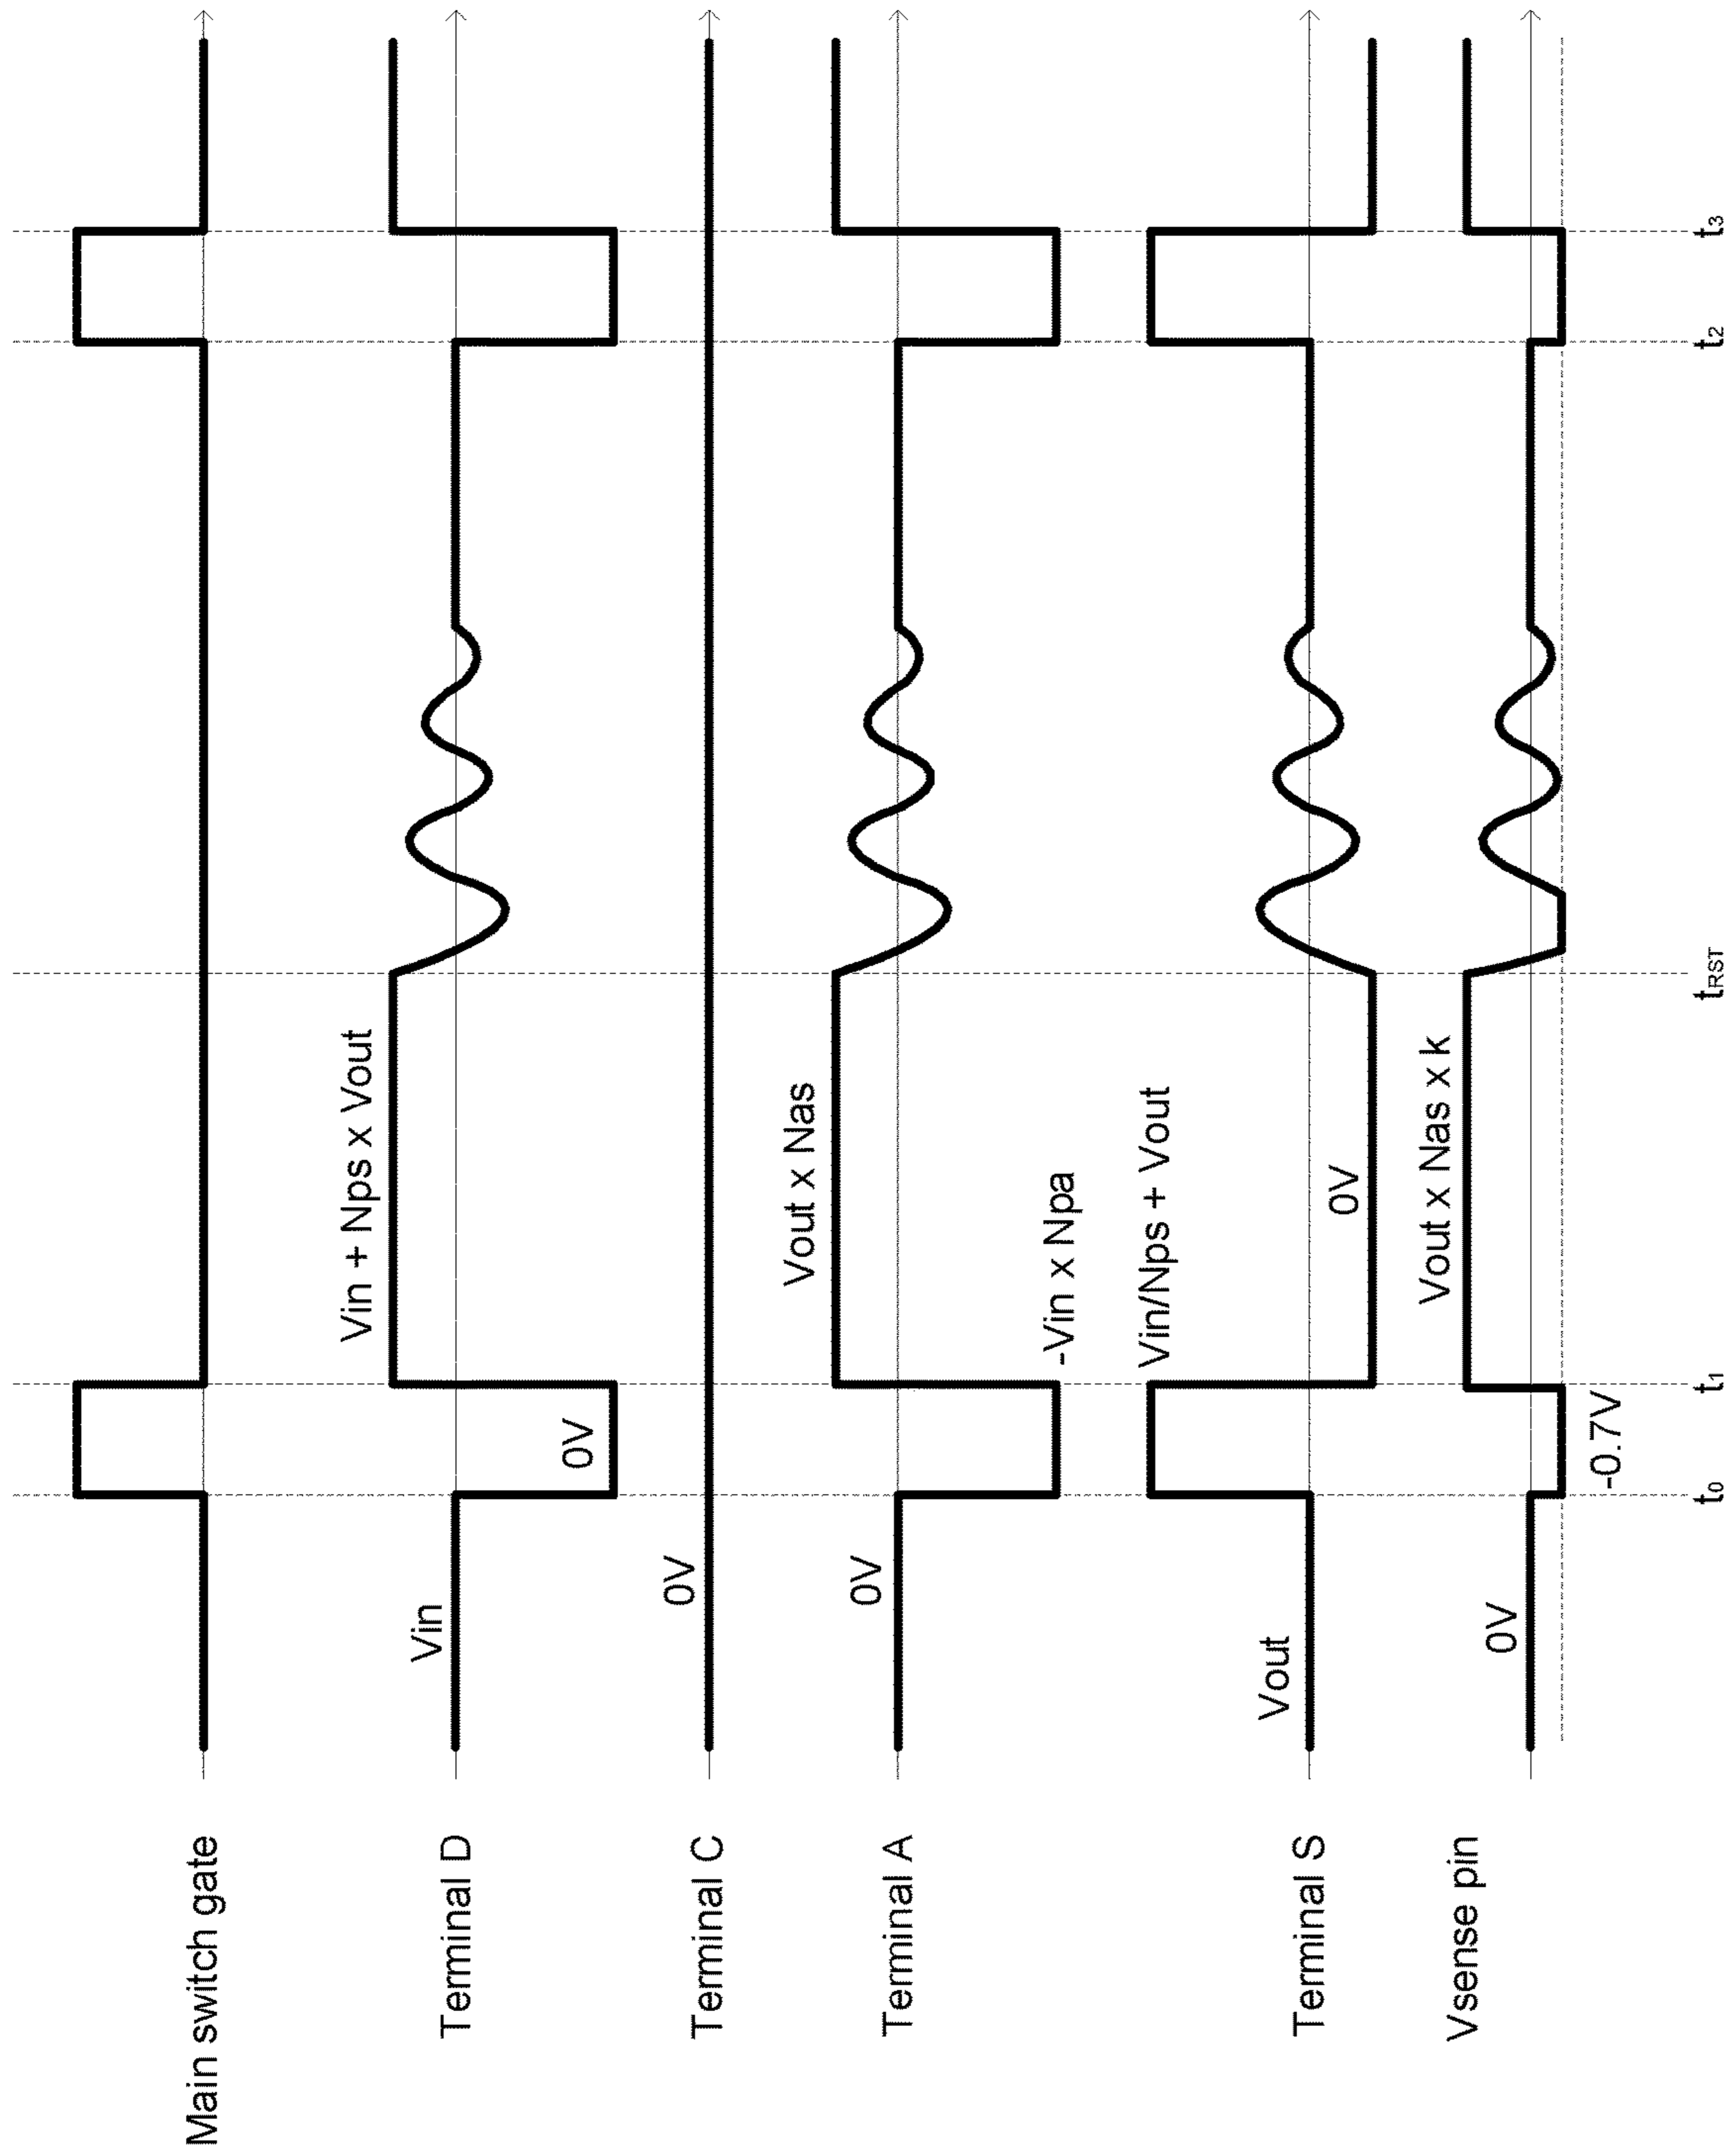 Main switch gate
Terminal D
Vin
0V
Vin + Nps x Vout
Terminal C
0V
Terminal A
0V
-Vin x Npa
Vout x Nas
Terminal S
Vout
Vin/Nps + Vout
0V
Vsense pin
0V
-0.7V
Vout x Nas x k
t0
t1
tRST
t2
t3